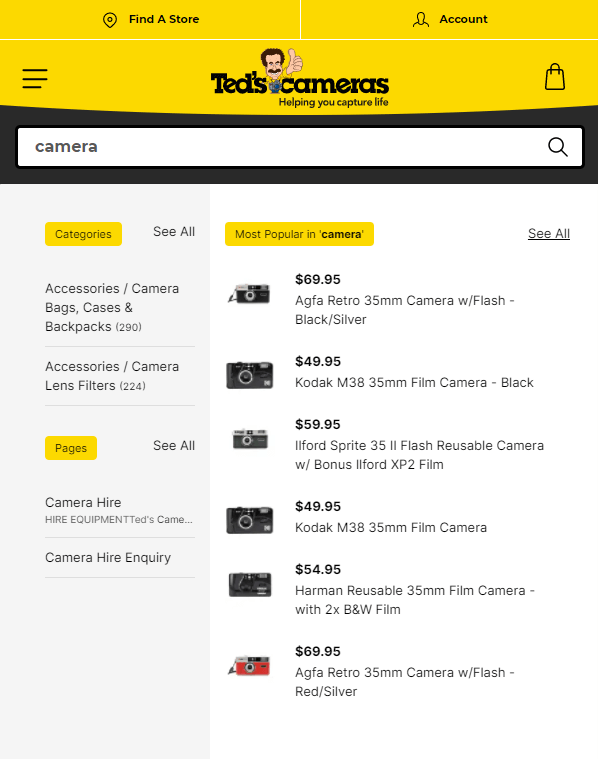 Find A Store
Account
Ted's cameras
Helping you capture life
camera
Categories
See All
Accessories / Camera
Bags, Cases &
Backpacks (290)
Accessories / Camera
Lens Filters (224)
Pages
See All
Camera Hire
HIRE EQUIPMENTTed's Came...
Camera Hire Enquiry
Most Popular in 'camera'
See All
$69.95
Agfa Retro 35mm Camera w/Flash -
Black/Silver
$49.95
Kodak M38 35mm Film Camera - Black
$59.95
Ilford Sprite 35 II Flash Reusable Camera
w/ Bonus Ilford XP2 Film
$49.95
Kodak M38 35mm Film Camera
$54.95
Harman Reusable 35mm Film Camera -
with 2x B&W Film
$69.95
Agfa Retro 35mm Camera w/Flash -
Red/Silver